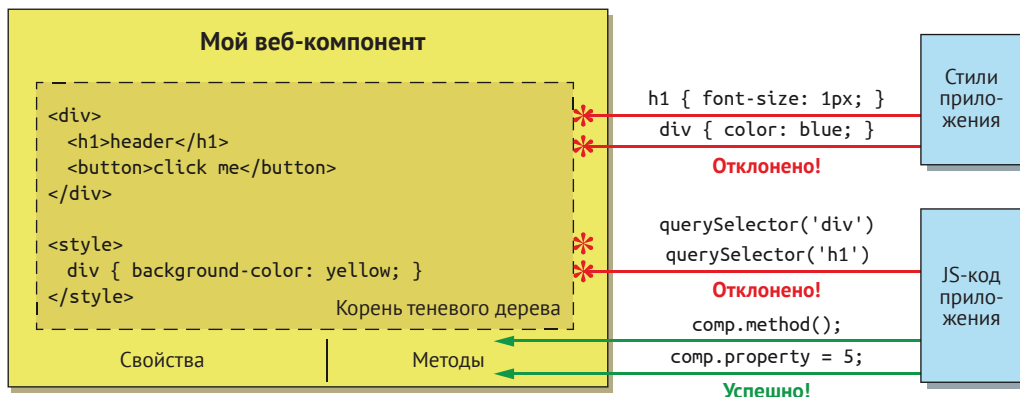 Мой веб-компонент
<div>
<h1>header</h1>
<button>click me</button>
</div>
<style>
div { background-color: yellow; }
</style>
Корень теневого дерева
Свойства
Методы
h1 { font-size: 1px; }
div { color: blue; }
Отклонено!
Стили
прило-
жения
querySelector('div')
querySelector('h1')
Отклонено!
comp.method();
comp.property = 5;
Успешно!
JS-код
прило-
жения